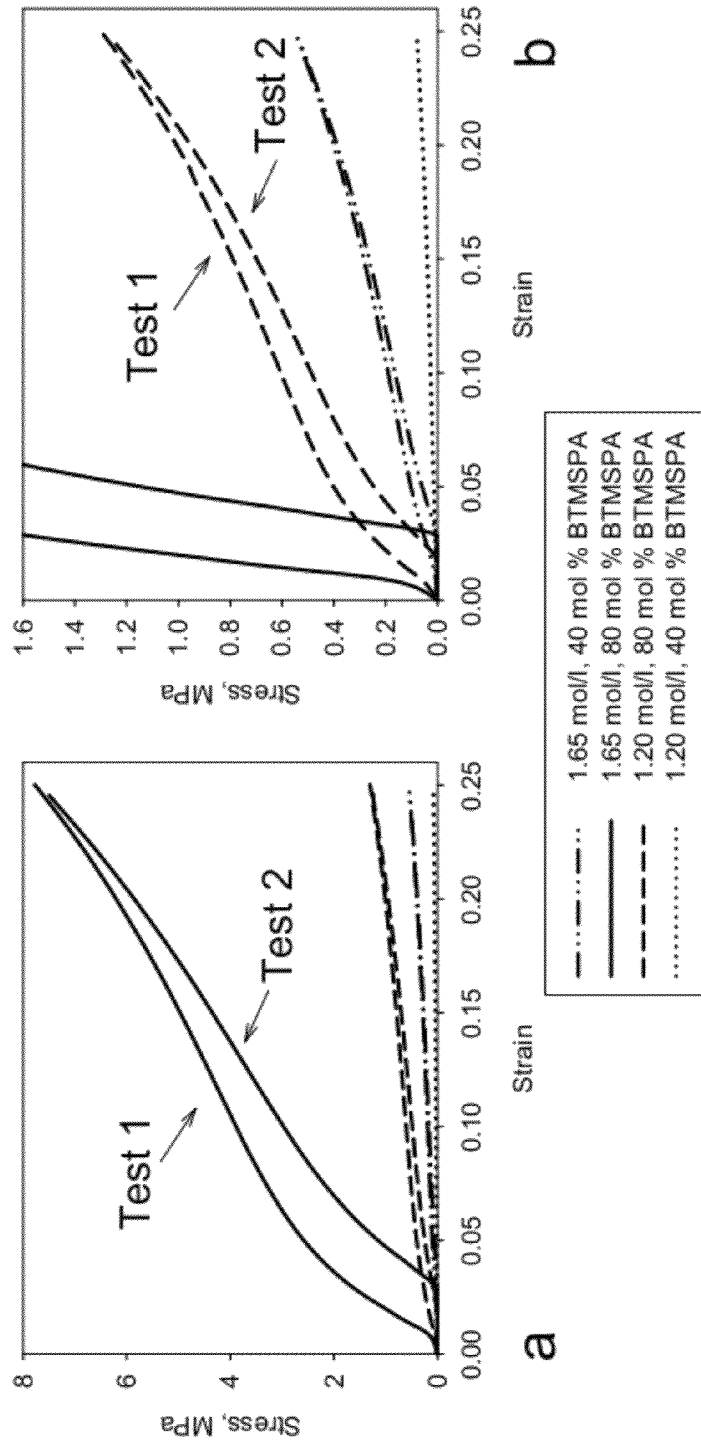 Stress, MPa
8
6
4
2
0
Test 1
Test 2
0.00 0.05 0.10 0.15 0.20 0.25
Strain
a
Stress, MPa
1.6
1.4
1.2
1.0
0.8
0.6
0.4
0.2
0.0
Test 1
Test 2
0.00 0.05 0.10 0.15 0.20 0.25
Strain
b
1.65 mol/l, 40 mol % BTMSPA
1.65 mol/l, 80 mol % BTMSPA
1.20 mol/l, 80 mol % BTMSPA
1.20 mol/l, 40 mol % BTMSPA